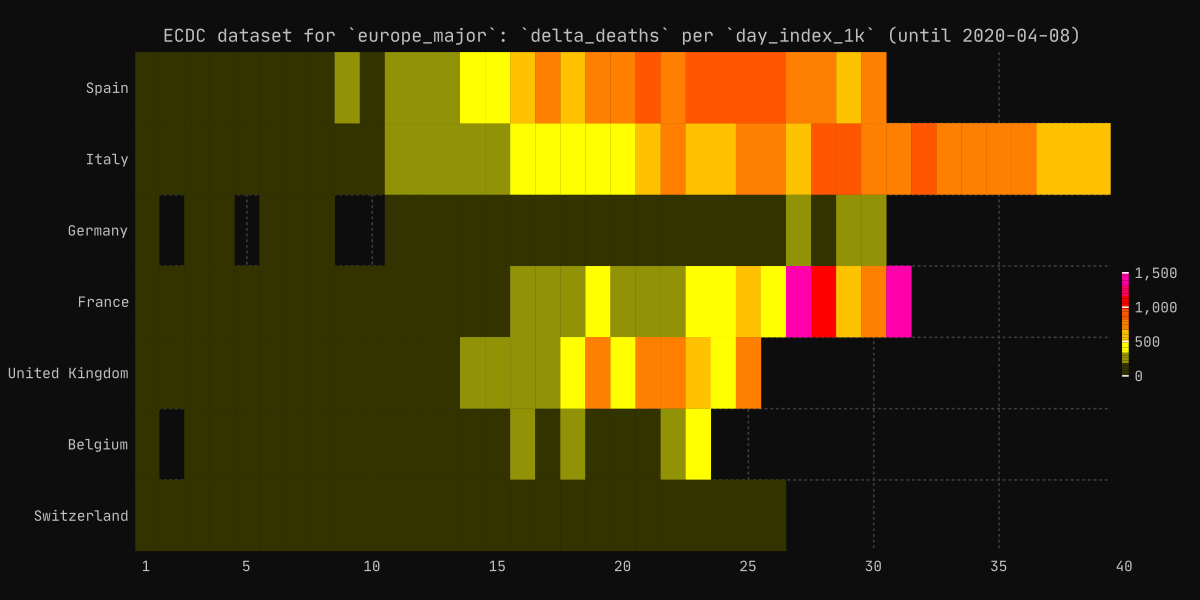 ECDC dataset for `europe_major`: `delta_deaths` per `day_index_1k` (until 2020-04-08)
Spain
Italy
Germany
France
United Kingdom
Belgium
Switzerland
1,500
1,000
500
0
1 5 10 15 20 25 30 35 40